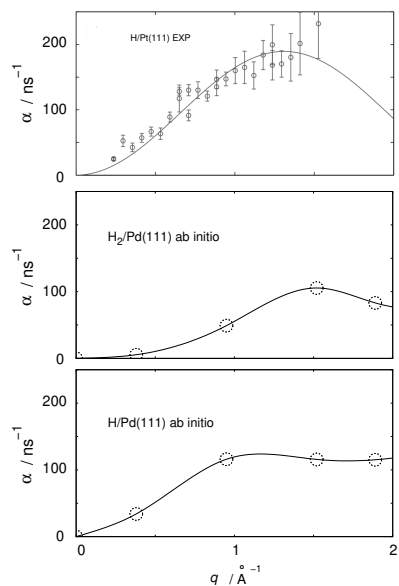 H/Pt(111) EXP
200
100
0
α / ns⁻¹
H₂/Pd(111) ab initio
200
100
0
α / ns⁻¹
H/Pd(111) ab initio
200
100
0
α / ns⁻¹
0 1 2
q / Å⁻¹